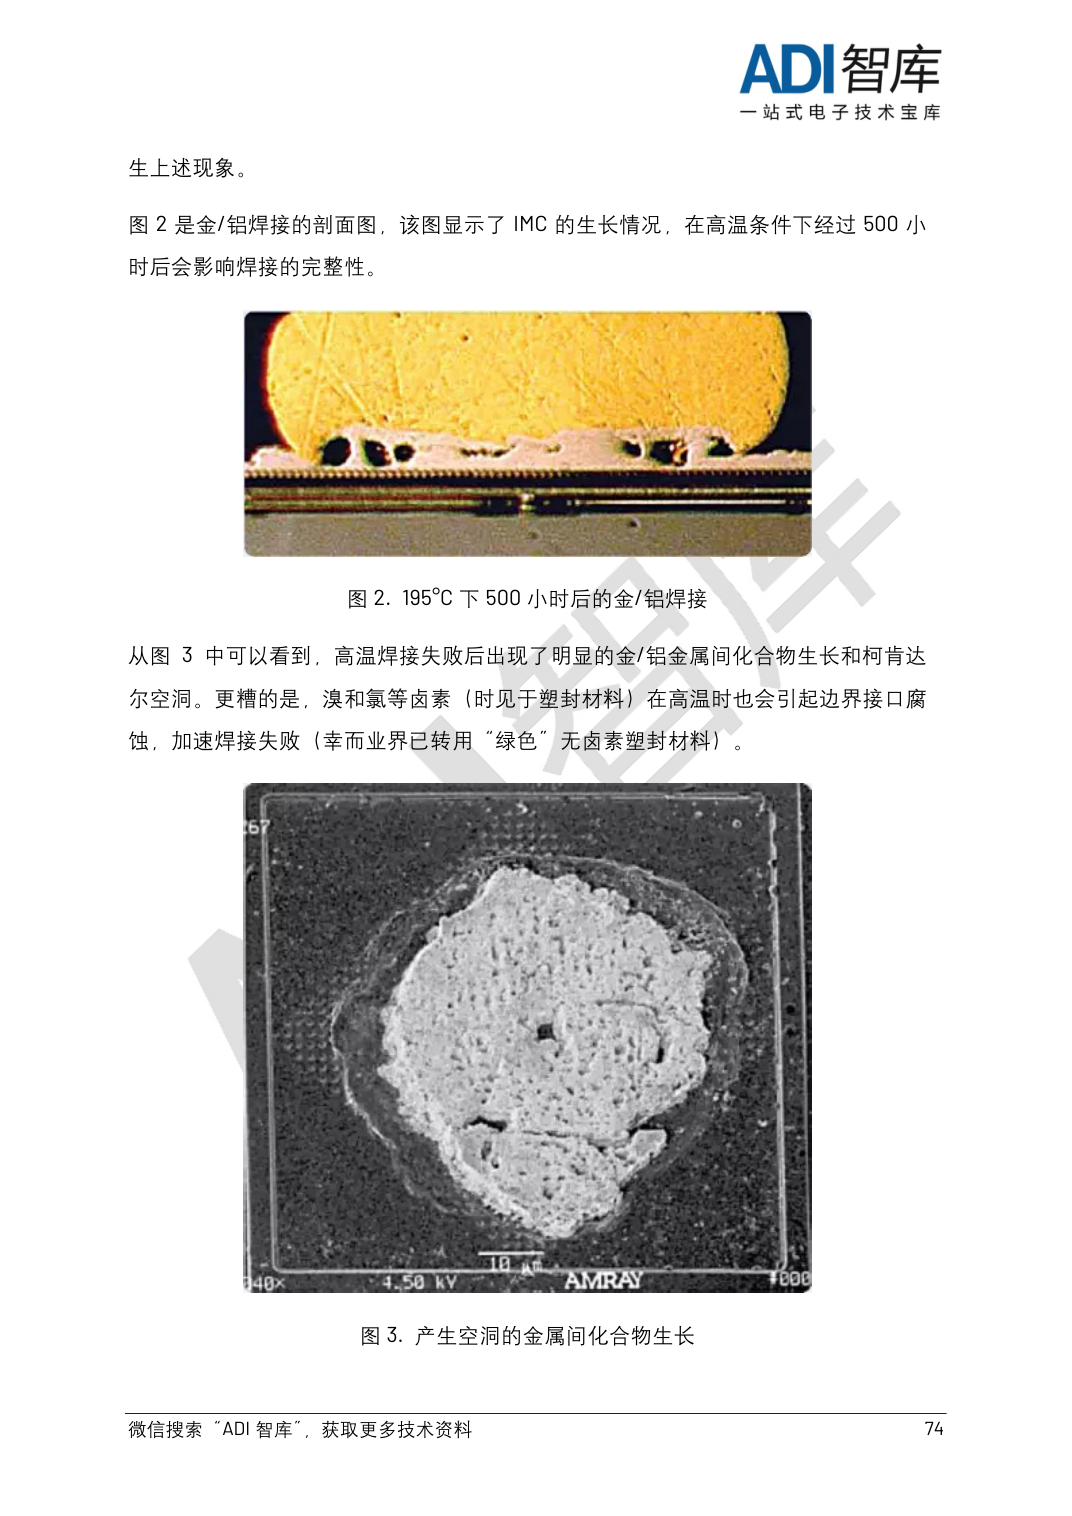 ADI智库
一站式电子技术宝库
生上述现象。
图 2 是金/铝焊接的剖面图，该图显示了 IMC 的生长情况，在高温条件下经过 500 小
时后会影响焊接的完整性。
图 2. 195°C 下 500 小时后的金/铝焊接
从图 3 中可以看到，高温焊接失败后出现了明显的金/铝金属间化合物生长和柯肯达
尔空洞。更糟的是，溴和氯等卤素（时见于塑封材料）在高温时也会引起边界接口腐
蚀，加速焊接失败（幸而业界已转用“绿色”无卤素塑封材料）。
67
10 μm
40× 4.50 kV AMRAY #000
图 3. 产生空洞的金属间化合物生长
微信搜索“ADI 智库”，获取更多技术资料 74